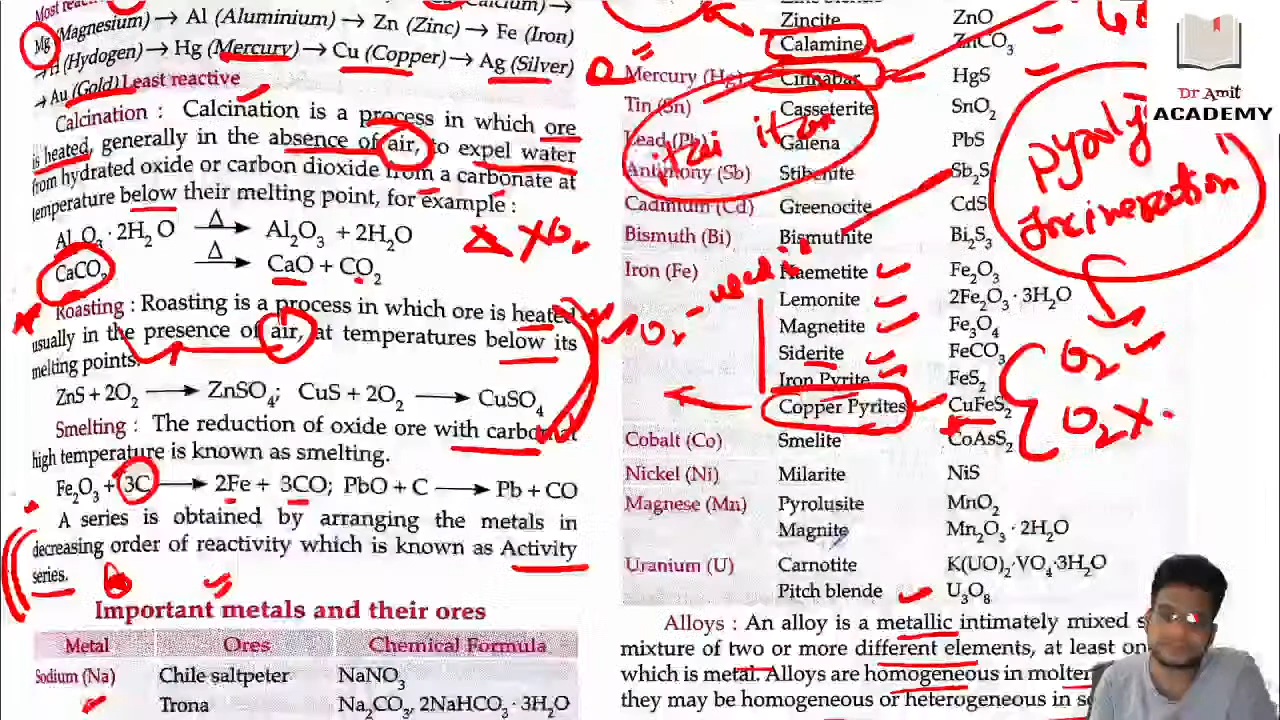 Most reac
Mg (Magnesium) → Al (Aluminium) → Zn (Zinc) → Fe (Iron)
(Hydogen) → Hg (Mercury) → Cu (Copper) → Ag (Silver)
→ Au (Gold) Least reactive
Calcination : Calcination is a process in which ore
is heated, generally in the absence of air, to expel water
from hydrated oxide or carbon dioxide from a carbonate at
temperature below their melting point, for example :
Al₂O₃ · 2H₂O —Δ→ Al₂O₃ + 2H₂O
CaCO₃ —Δ→ CaO + CO₂
Roasting : Roasting is a process in which ore is heated
usually in the presence of air, at temperatures below its
melting points.
ZnS + 2O₂ → ZnSO₄; CuS + 2O₂ → CuSO₄
Smelting : The reduction of oxide ore with carbon at
high temperature is known as smelting.
Fe₂O₃ + 3C → 2Fe + 3CO; PbO + C → Pb + CO
A series is obtained by arranging the metals in
decreasing order of reactivity which is known as Activity
series.
Important metals and their ores
Metal Ores Chemical Formula
Sodium (Na) Chile saltpeter NaNO₃
Trona Na₂CO₃, 2NaHCO₃ · 3H₂O
Zincite ZnO
Calamine ZnCO₃
Mercury (Hg) Cinnabar HgS
Tin (Sn) Casseterite SnO₂
Lead (Pb) Galena PbS
Antimony (Sb) Stibenite Sb₂S
Cadmium (Cd) Greenocite CdS
Bismuth (Bi) Bismuthite Bi₂S₃
Iron (Fe) Haemetite Fe₂O₃
Lemonite 2Fe₂O₃ · 3H₂O
Magnetite Fe₃O₄
Siderite FeCO₃
Iron Pyrite FeS₂
Copper Pyrites CuFeS₂
Cobalt (Co) Smelite CoAsS₂
Nickel (Ni) Milarite NiS
Magnese (Mn) Pyrolusite MnO₂
Magnite Mn₂O₃ · 2H₂O
Uranium (U) Carnotite K(UO)₂·VO₄·3H₂O
Pitch blende U₃O₈
Alloys : An alloy is a metallic intimately mixed s
mixture of two or more different elements, at least on
which is metal. Alloys are homogeneous in molten
they may be homogeneous or heterogeneous in so
itai itai
pyroly
Incineration
O₂
O₂ X
O₂
Δ X O₂
Dr Amit
ACADEMY